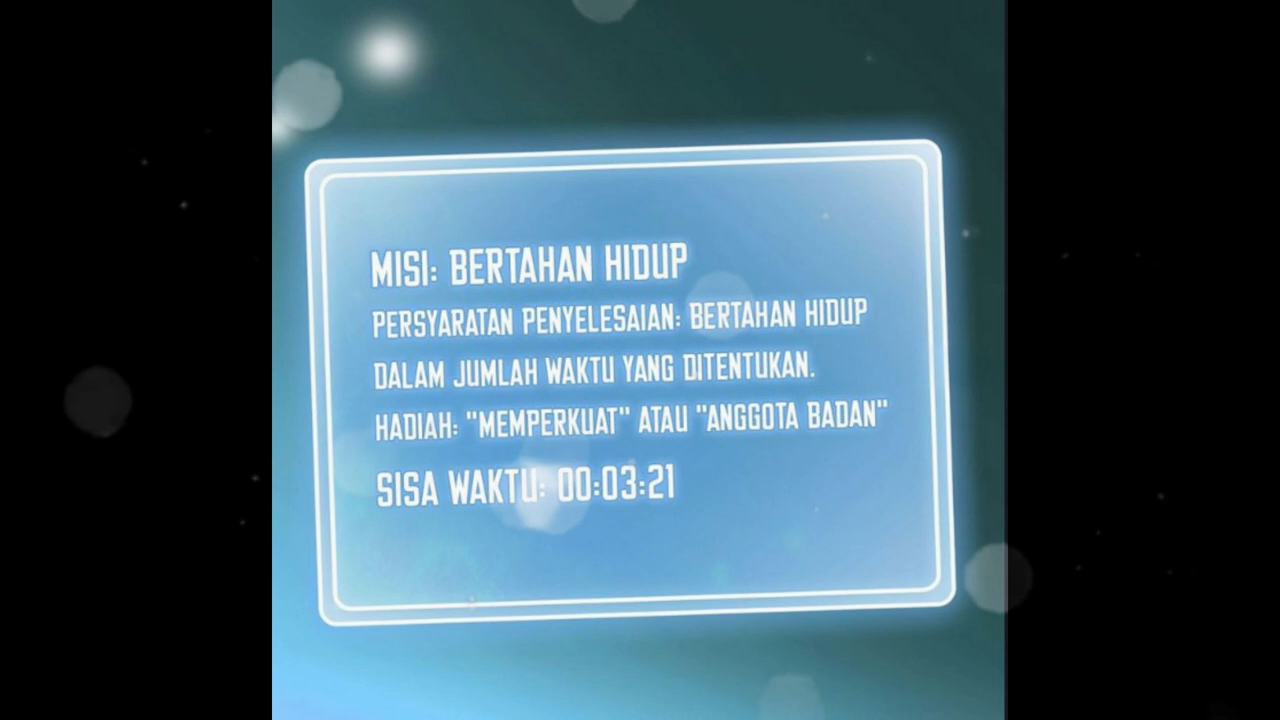 MISI: BERTAHAN HIDUP
PERSYARATAN PENYELESAIAN: BERTAHAN HIDUP
DALAM JUMLAH WAKTU YANG DITENTUKAN.
HADIAH: "MEMPERKUAT" ATAU "ANGGOTA BADAN"
SISA WAKTU: 00:03:21